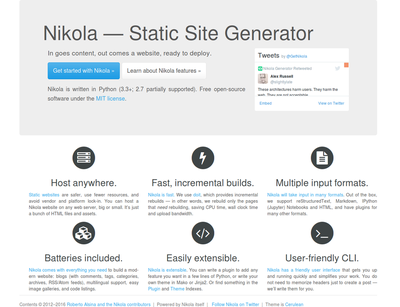 Nikola — Static Site Generator
In goes content, out comes a website, ready to deploy.
Get started with Nikola »
Learn about Nikola features »
Nikola is written in Python (3.3+; 2.7 partially supported). Free open-source
software under the MIT license.
Tweets by @GetNikola
Nikola Generator Retweeted
Alex Russell
These architectures harm users. They harm the
web. They are not acceptable.
Embed
View on Twitter
Host anywhere.
Static websites are safer, use fewer resources, and
avoid vendor and platform lock-in. You can host a
Nikola website on any web server, big or small. It's just
a bunch of HTML files and assets.
Fast, incremental builds.
Nikola is fast. We use doit, which provides incremental
rebuilds — in other words, we rebuild only the pages
that need rebuilding, saving CPU time, wall clock time
and upload bandwidth.
Multiple input formats.
Nikola will take input in many formats. Out of the box,
we support reStructuredText, Markdown, IPython
(Jupyter) Notebooks and HTML, and have plugins for
many other formats.
Batteries included.
Nikola comes with everything you need to build a mod-
ern website: blogs (with comments, tags, categories,
archives, RSS/Atom feeds), multilingual support, easy
image galleries, and code listings.
Easily extensible.
Nikola is extensible. You can write a plugin to add any
feature you want in a few lines of Python, or write your
own theme in Mako or Jinja2. Or find something in the
Plugin and Theme Indexes.
User-friendly CLI.
Nikola has a friendly user interface that gets you up
and running quickly and simplifies your work. You do
not need to memorize headers just to create a post —
we'll write them for you.
Contents © 2012–2016 Roberto Alsina and the Nikola contributors | Powered by Nikola itself | Follow Nikola on Twitter | Theme is Cerulean